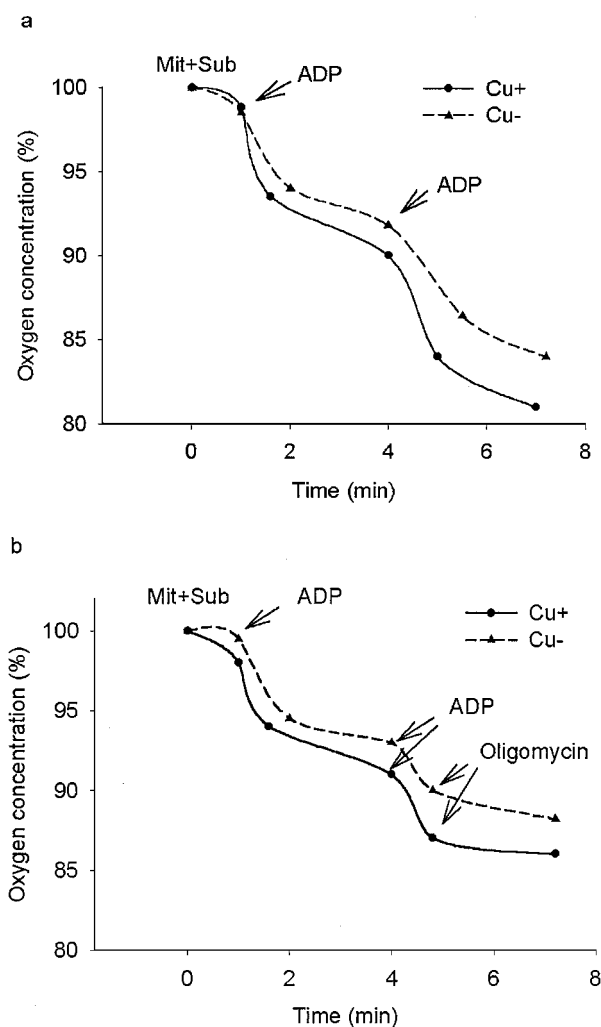 a
Mit+Sub
ADP
Cu+
Cu-
ADP
100
95
90
85
80
Oxygen concentration (%)
0 2 4 6 8
Time (min)
b
Mit+Sub
ADP
Cu+
Cu-
ADP
Oligomycin
100
95
90
85
80
Oxygen concentration (%)
0 2 4 6 8
Time (min)